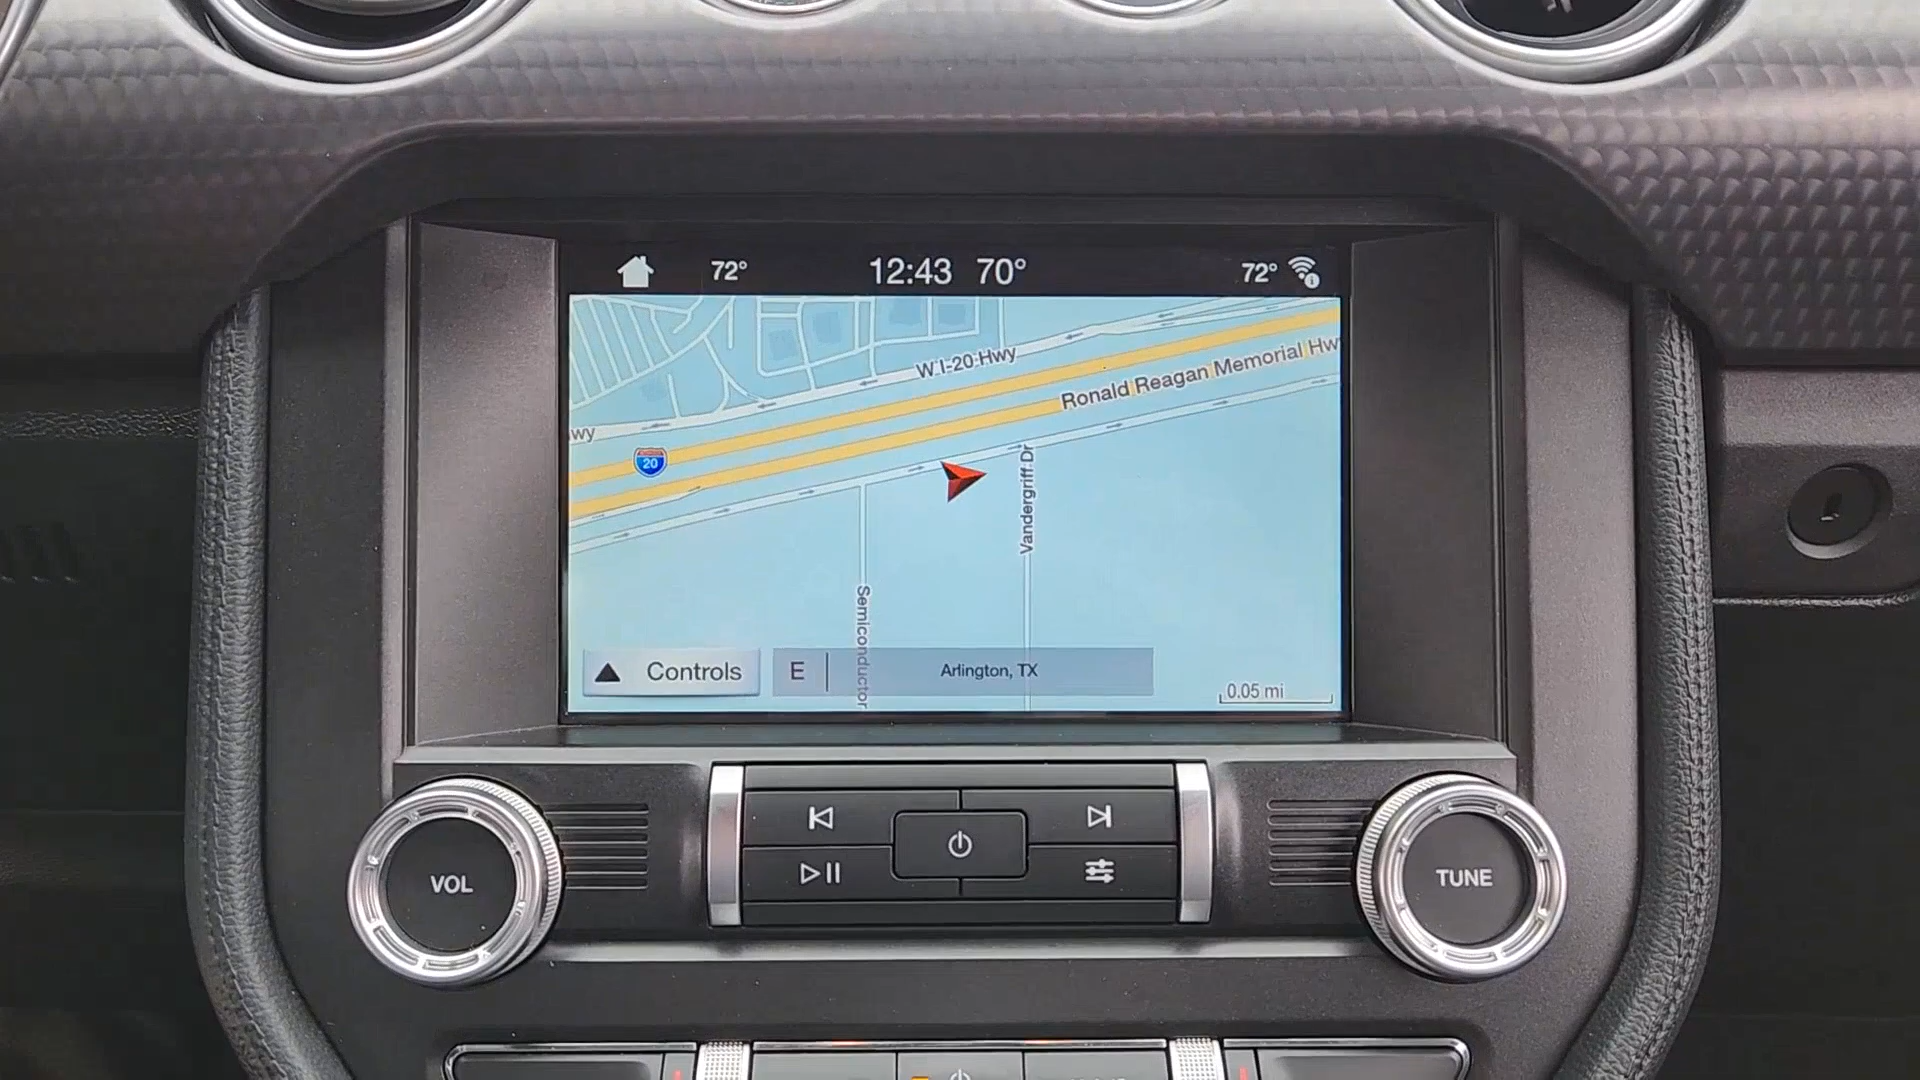 72° 12:43 70° 72°
W I-20 Hwy
Ronald Reagan Memorial Hw
wy
20
Vandergriff Dr
Semiconductor
Controls E Arlington, TX
0.05 mi
VOL
TUNE